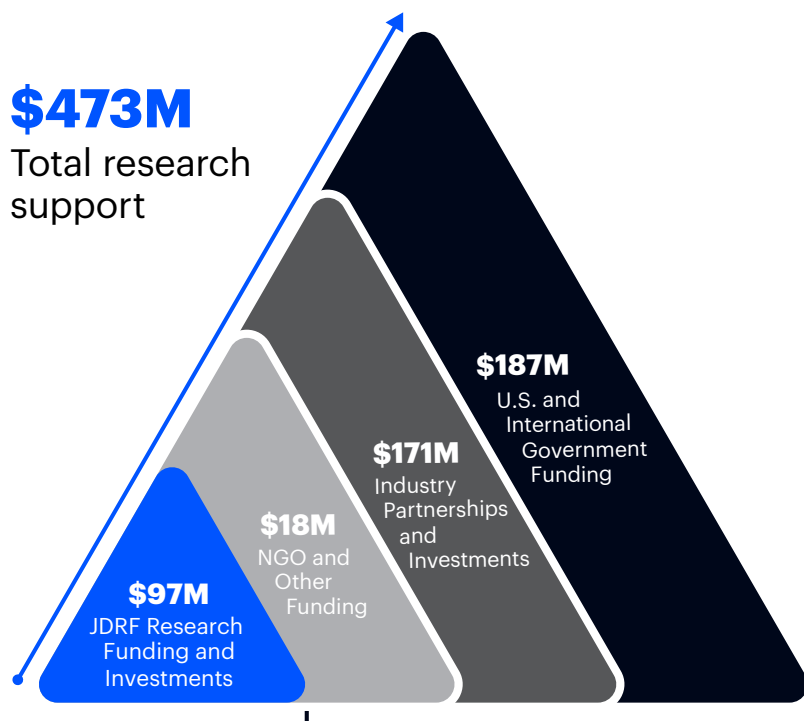 $473M
Total research
support
$187M
U.S. and
International
Government
Funding
$171M
Industry
Partnerships
and
Investments
$18M
NGO and
Other
Funding
$97M
JDRF Research
Funding and
Investments